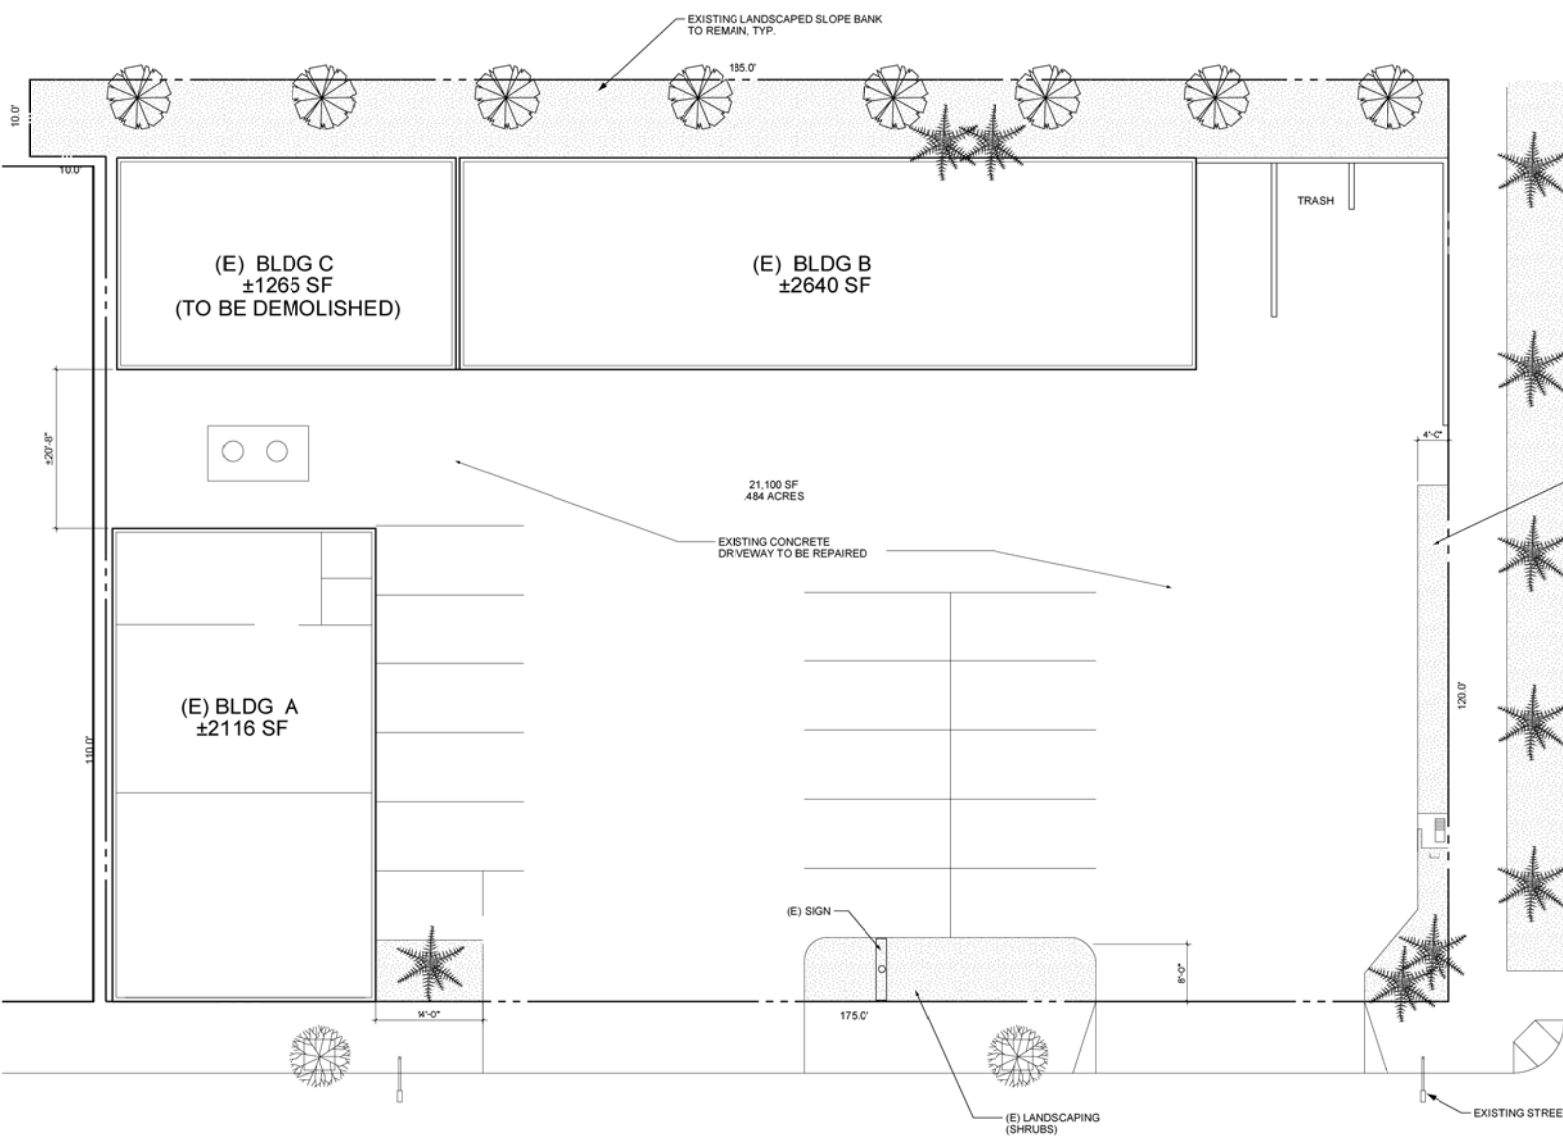 EXISTING LANDSCAPED SLOPE BANK
TO REMAIN, TYP.
185.0'
10.0'
10.0'
TRASH
(E) BLDG C
±1265 SF
(TO BE DEMOLISHED)
(E) BLDG B
±2640 SF
±20'-8"
4'-0"
21,100 SF
.484 ACRES
EXISTING CONCRETE
DRIVEWAY TO BE REPAIRED
(E) BLDG A
±2116 SF
120.0'
110.0'
(E) SIGN
8'-0"
14'-0"
175.0'
(E) LANDSCAPING
(SHRUBS)
EXISTING STREE